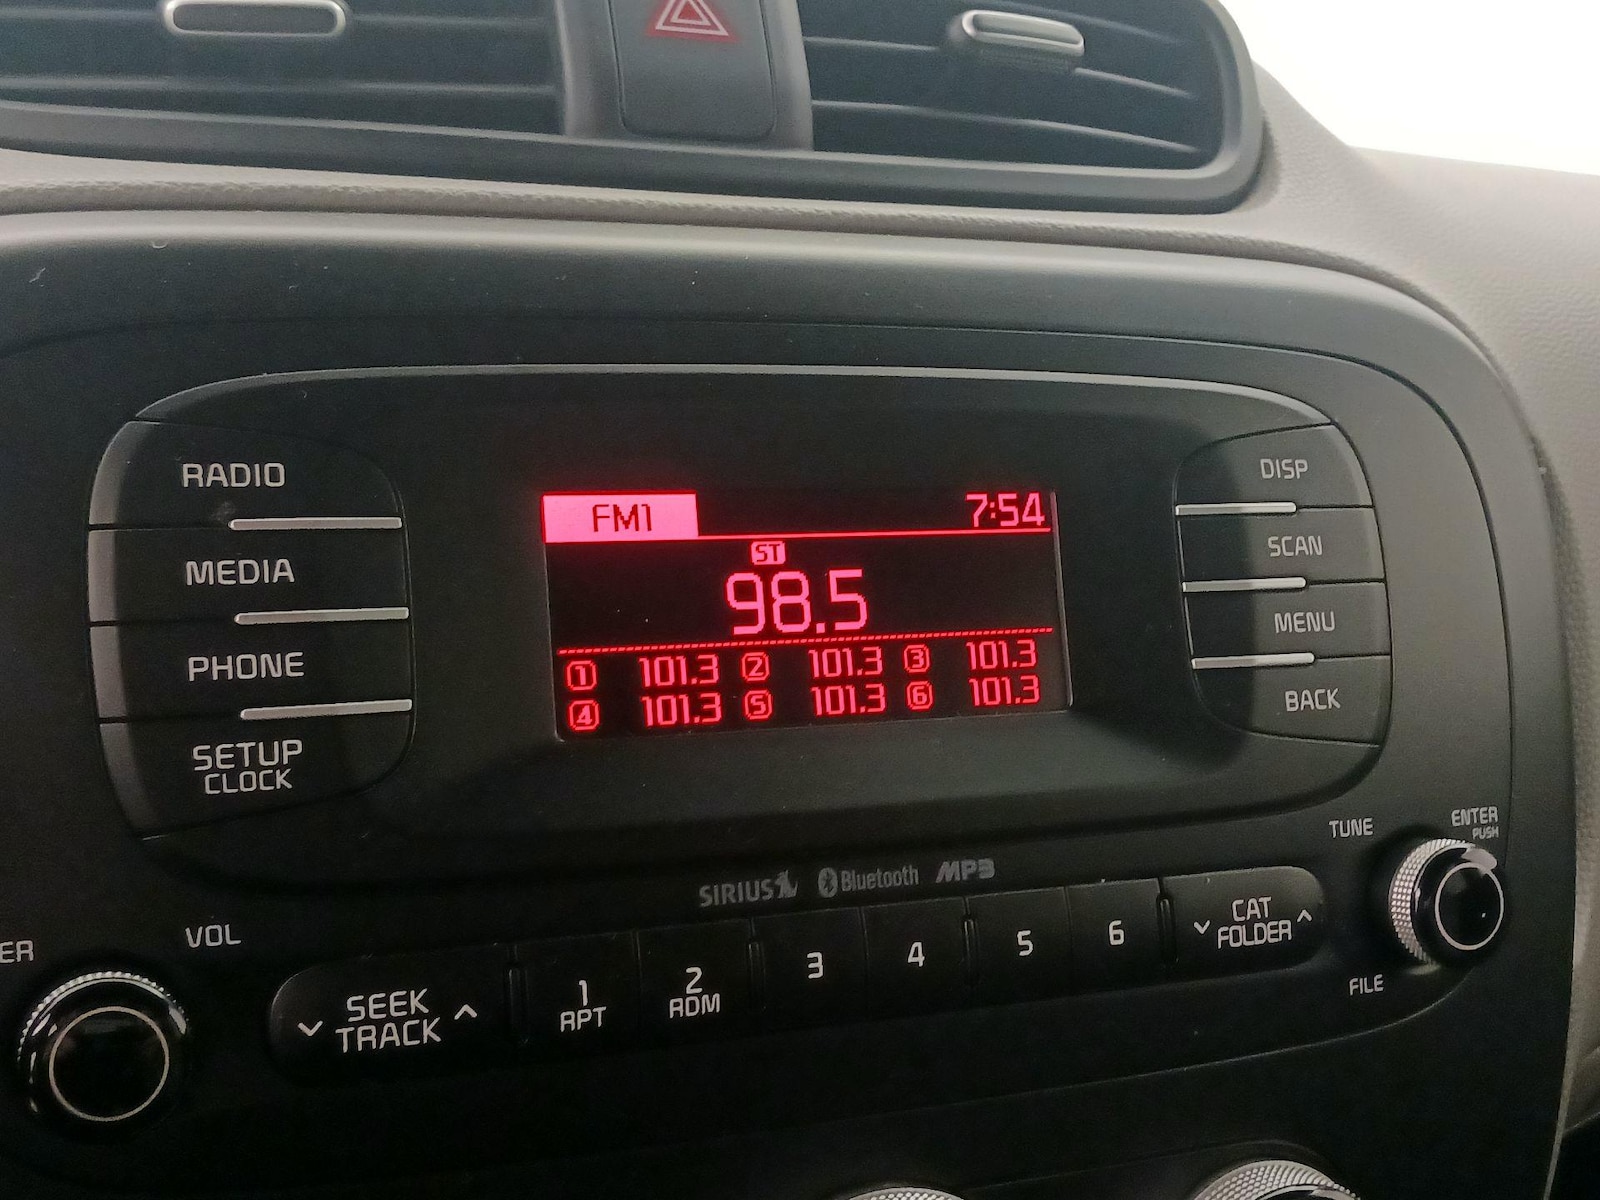 RADIO
MEDIA
PHONE
SETUP
CLOCK
FM1 7:54
ST
98.5
1 101.3 2 101.3 3 101.3
4 101.3 5 101.3 6 101.3
DISP
SCAN
MENU
BACK
SIRIUS Bluetooth MP3
ER
VOL
SEEK
TRACK
1
RPT
2
RDM
3
4
5
6
CAT
FOLDER
TUNE
ENTER
PUSH
FILE